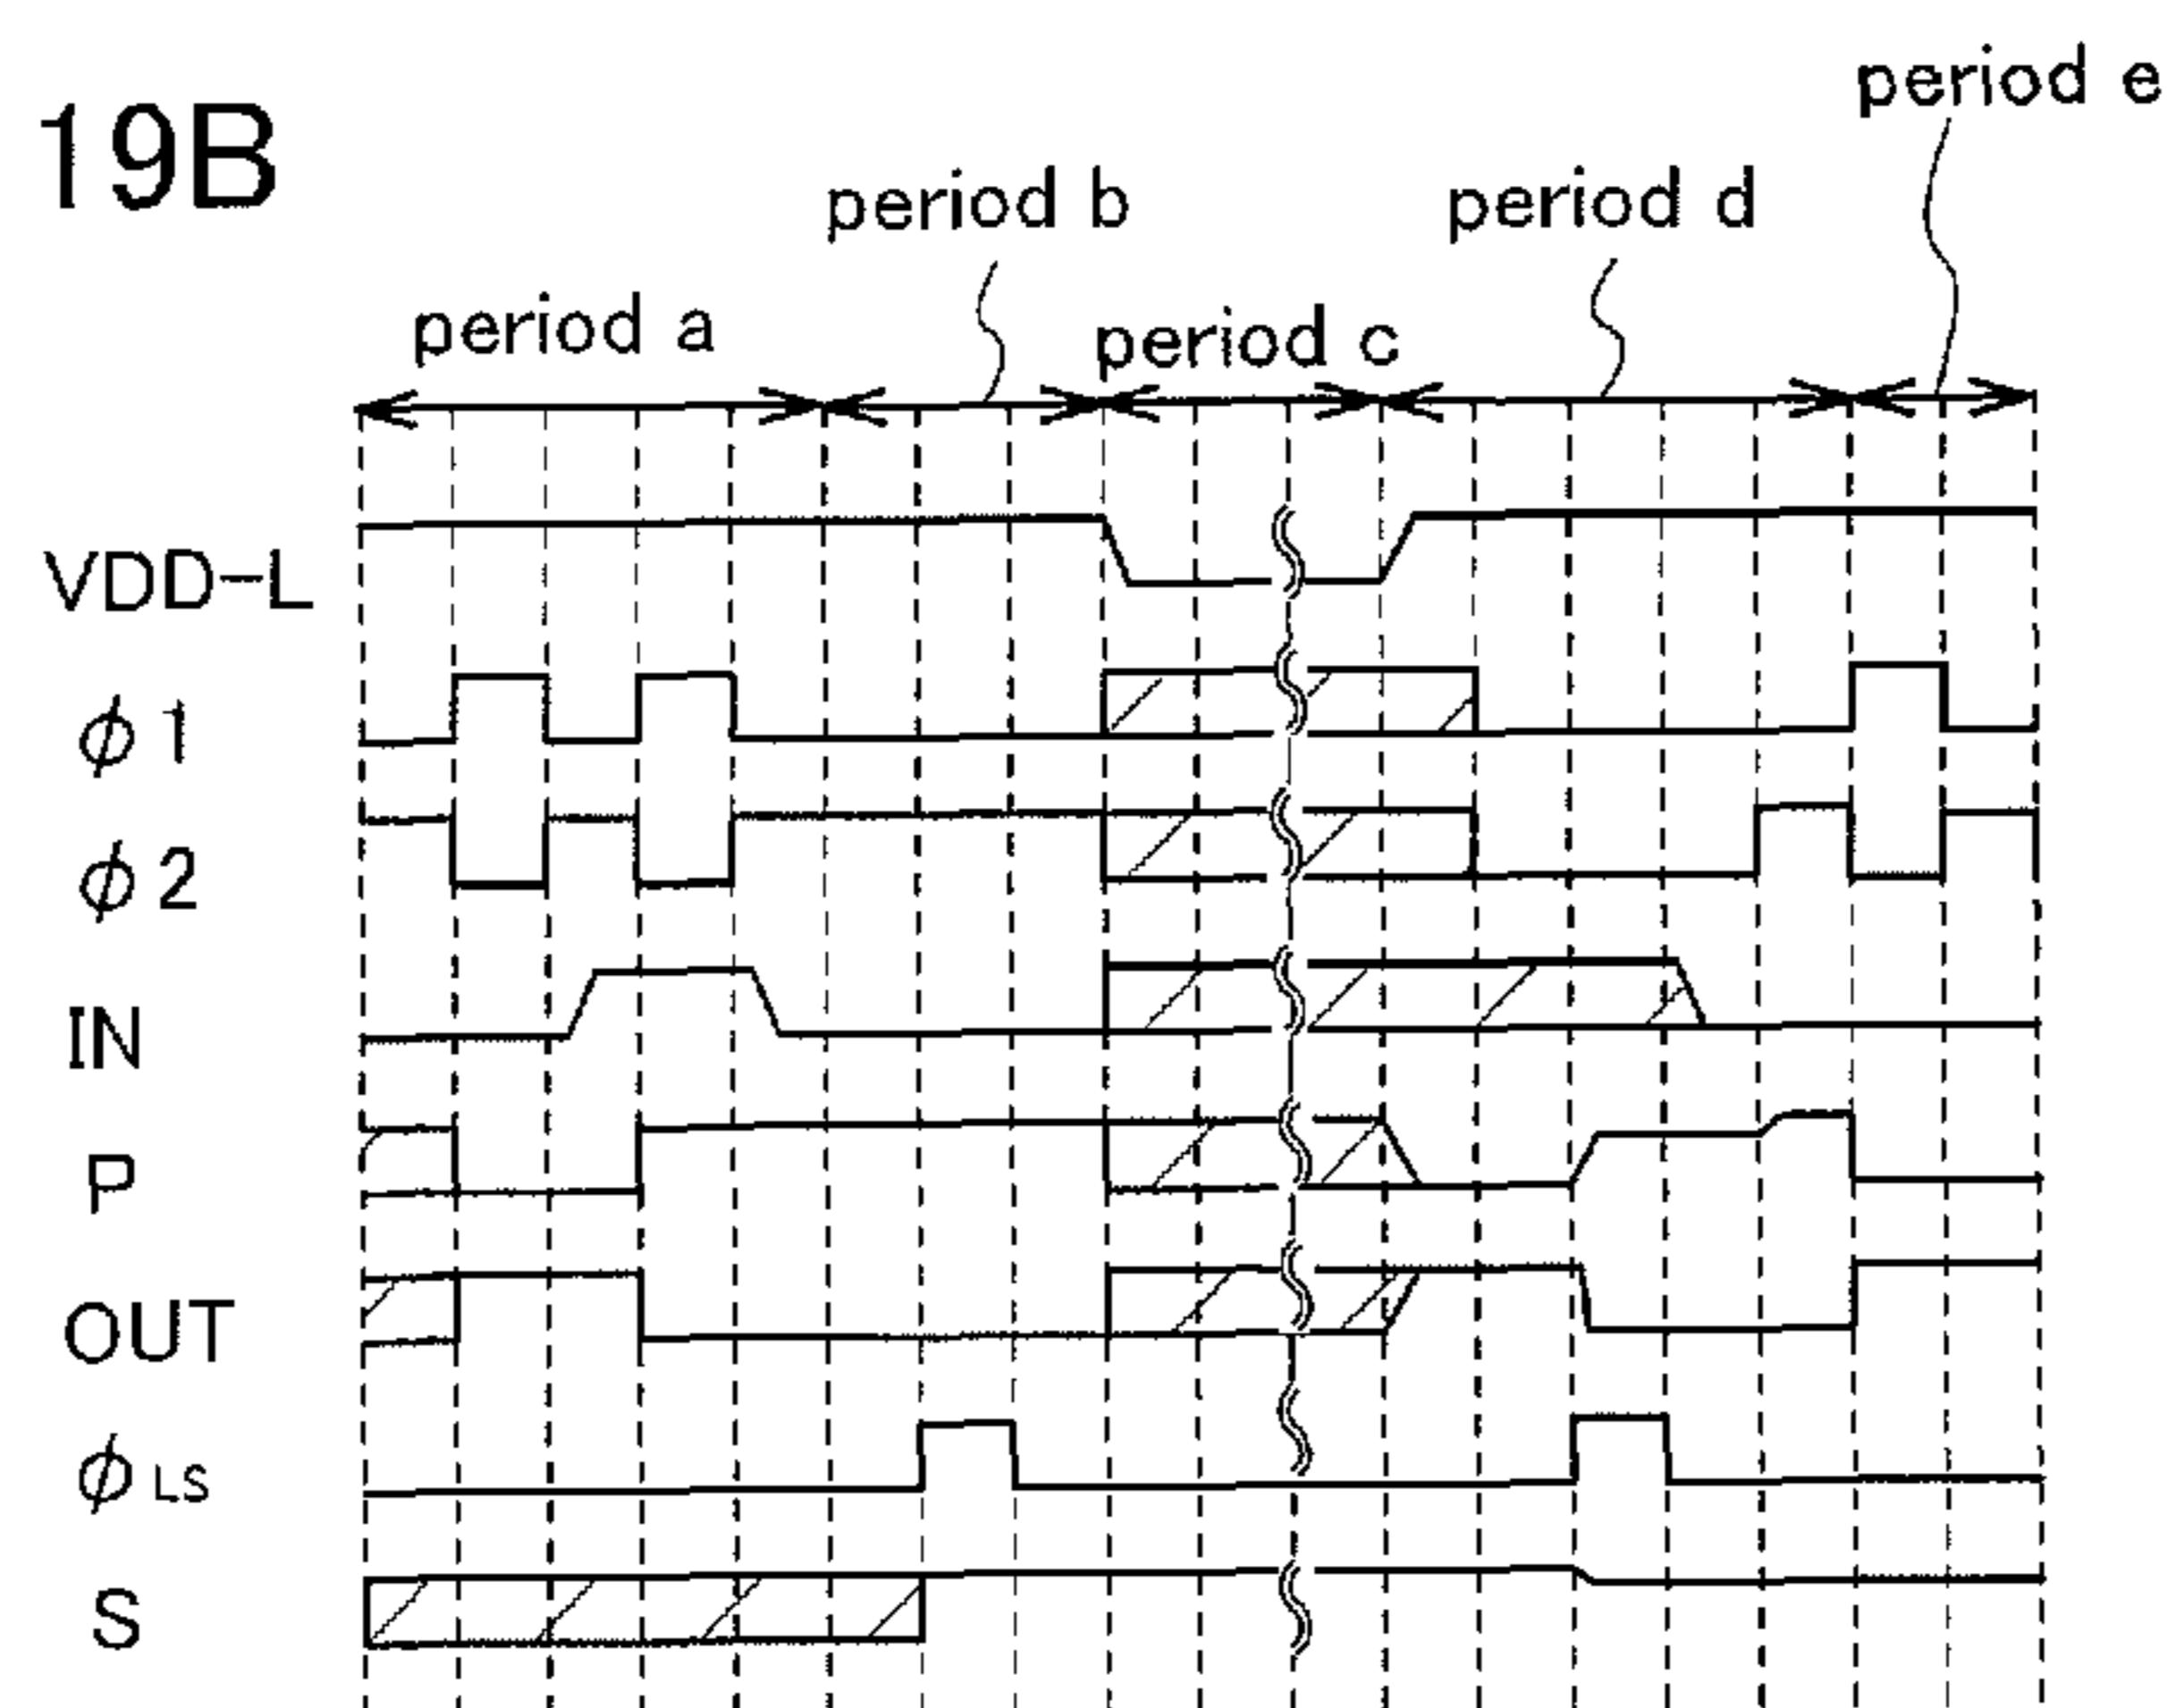 19B
period e
period b
period d
period a
period c
VDD-L
ϕ1
ϕ2
IN
P
OUT
ϕLS
S